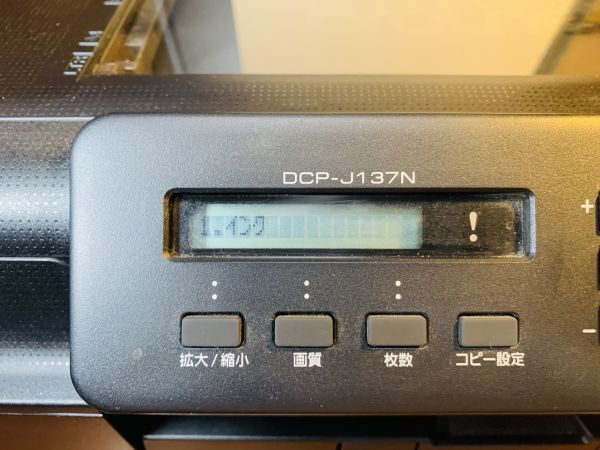 DCP-J137N
1.インク
!
+
-
拡大/縮小
画質
枚数
コピー設定